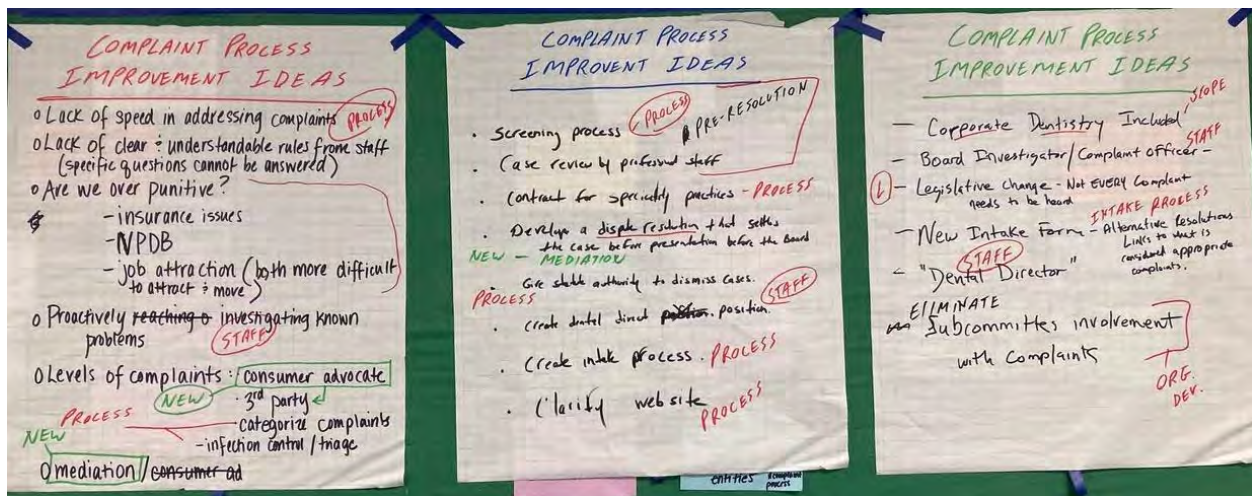 COMPLAINT PROCESS
IMPROVEMENT IDEAS
o Lack of speed in addressing complaints PROCESS
o Lack of clear & understandable rules from staff
(specific questions cannot be answered)
o Are we over punitive?
- insurance issues
- NPDB
- job attraction (both more difficult
to attract & move)
o Proactively reaching o investigating known
problems STAFF
o Levels of complaints : consumer advocate
NEW · 3rd party
PROCESS categorize complaints
- infection control / triage
NEW
o mediation / consumer ad
COMPLAINT PROCESS
IMPROVENT IDEAS
· Screening process PROCESS PRE-RESOLUTION
· Case review by professional staff
· Contract for speciality practices - PROCESS
· Develope a dispute resolution that settles
the case before presentation before the Board
NEW - MEDIATION
· Give authority to dismiss cases.
PROCESS
· Create dental direct position. position. STAFF
· Create intake process. PROCESS
· Clarify website PROCESS
entities complaint
process
COMPLAINT PROCESS
IMPROVEMENT IDEAS
- Corporate Dentistry Included SCOPE
- Board Investigator/Complaint Officer - STAFF
L - Legislative Change - Not EVERY Complaint
needs to be heard
INTAKE PROCESS
- New Intake Form - Alternative Resolutions
Links to what is
considered appropriate
complaints.
STAFF
- "Dental Director"
ELIMINATE
Subcommittes involvement
with Complaints
ORG.
DEV.